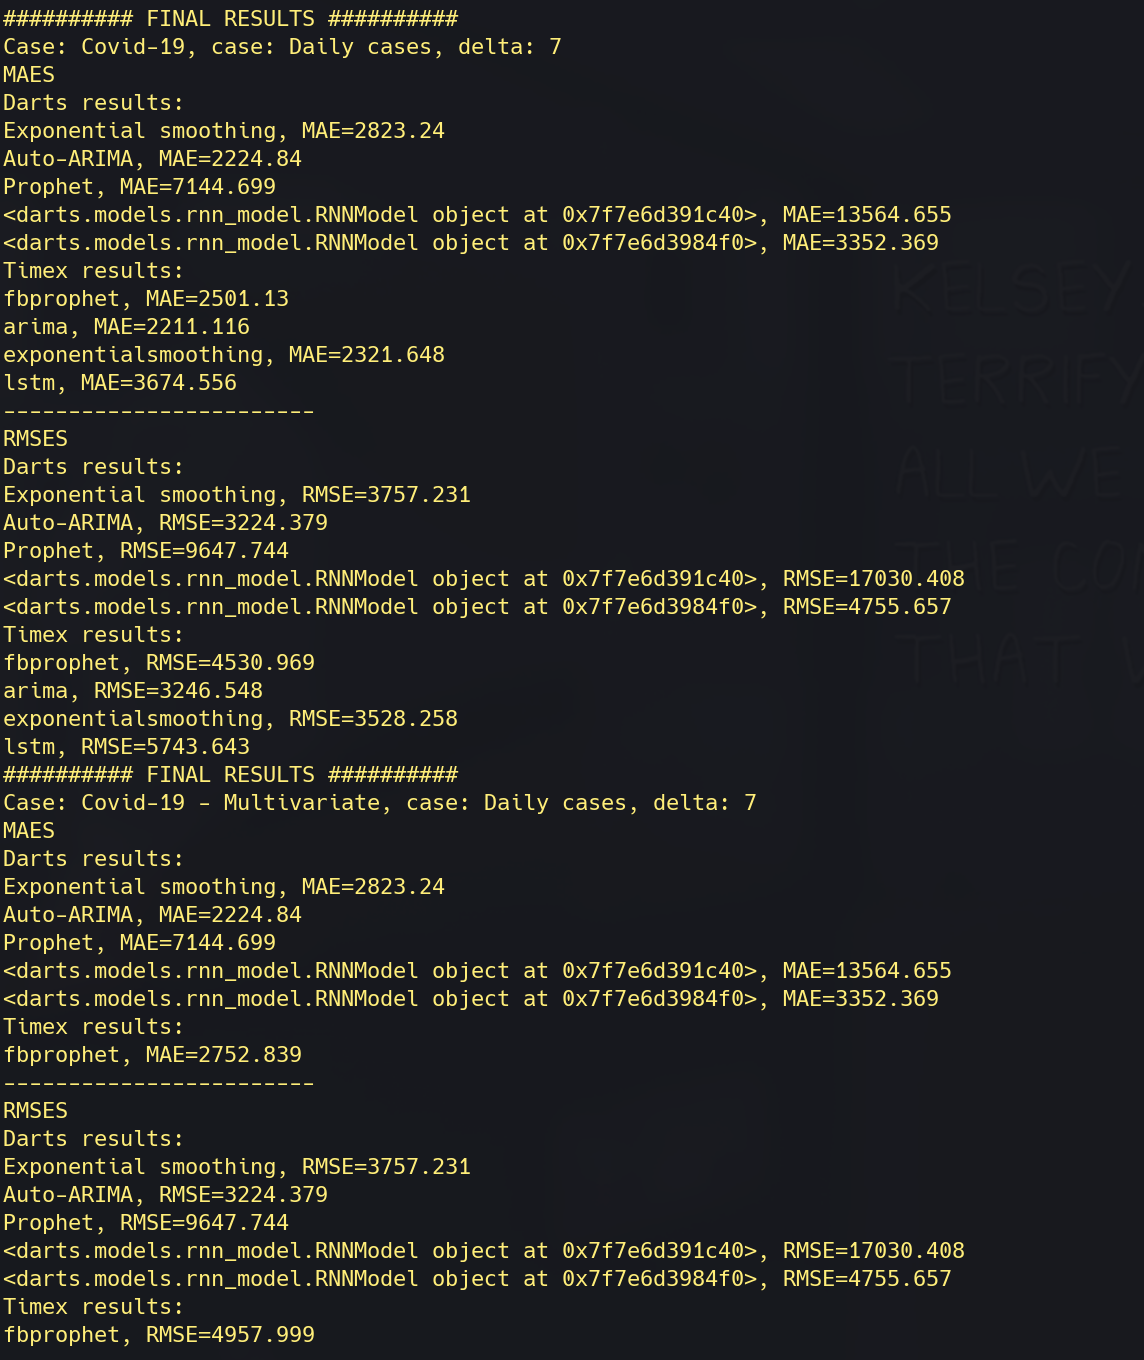 ########## FINAL RESULTS ##########
Case: Covid-19, case: Daily cases, delta: 7
MAES
Darts results:
Exponential smoothing, MAE=2823.24
Auto-ARIMA, MAE=2224.84
Prophet, MAE=7144.699
<darts.models.rnn_model.RNNModel object at 0x7f7e6d391c40>, MAE=13564.655
<darts.models.rnn_model.RNNModel object at 0x7f7e6d3984f0>, MAE=3352.369
Timex results:
fbprophet, MAE=2501.13
arima, MAE=2211.116
exponentialsmoothing, MAE=2321.648
lstm, MAE=3674.556
------------------------
RMSES
Darts results:
Exponential smoothing, RMSE=3757.231
Auto-ARIMA, RMSE=3224.379
Prophet, RMSE=9647.744
<darts.models.rnn_model.RNNModel object at 0x7f7e6d391c40>, RMSE=17030.408
<darts.models.rnn_model.RNNModel object at 0x7f7e6d3984f0>, RMSE=4755.657
Timex results:
fbprophet, RMSE=4530.969
arima, RMSE=3246.548
exponentialsmoothing, RMSE=3528.258
lstm, RMSE=5743.643
########## FINAL RESULTS ##########
Case: Covid-19 - Multivariate, case: Daily cases, delta: 7
MAES
Darts results:
Exponential smoothing, MAE=2823.24
Auto-ARIMA, MAE=2224.84
Prophet, MAE=7144.699
<darts.models.rnn_model.RNNModel object at 0x7f7e6d391c40>, MAE=13564.655
<darts.models.rnn_model.RNNModel object at 0x7f7e6d3984f0>, MAE=3352.369
Timex results:
fbprophet, MAE=2752.839
------------------------
RMSES
Darts results:
Exponential smoothing, RMSE=3757.231
Auto-ARIMA, RMSE=3224.379
Prophet, RMSE=9647.744
<darts.models.rnn_model.RNNModel object at 0x7f7e6d391c40>, RMSE=17030.408
<darts.models.rnn_model.RNNModel object at 0x7f7e6d3984f0>, RMSE=4755.657
Timex results:
fbprophet, RMSE=4957.999
KELSEY
TERRIFY
ALL WE
THE
THAT